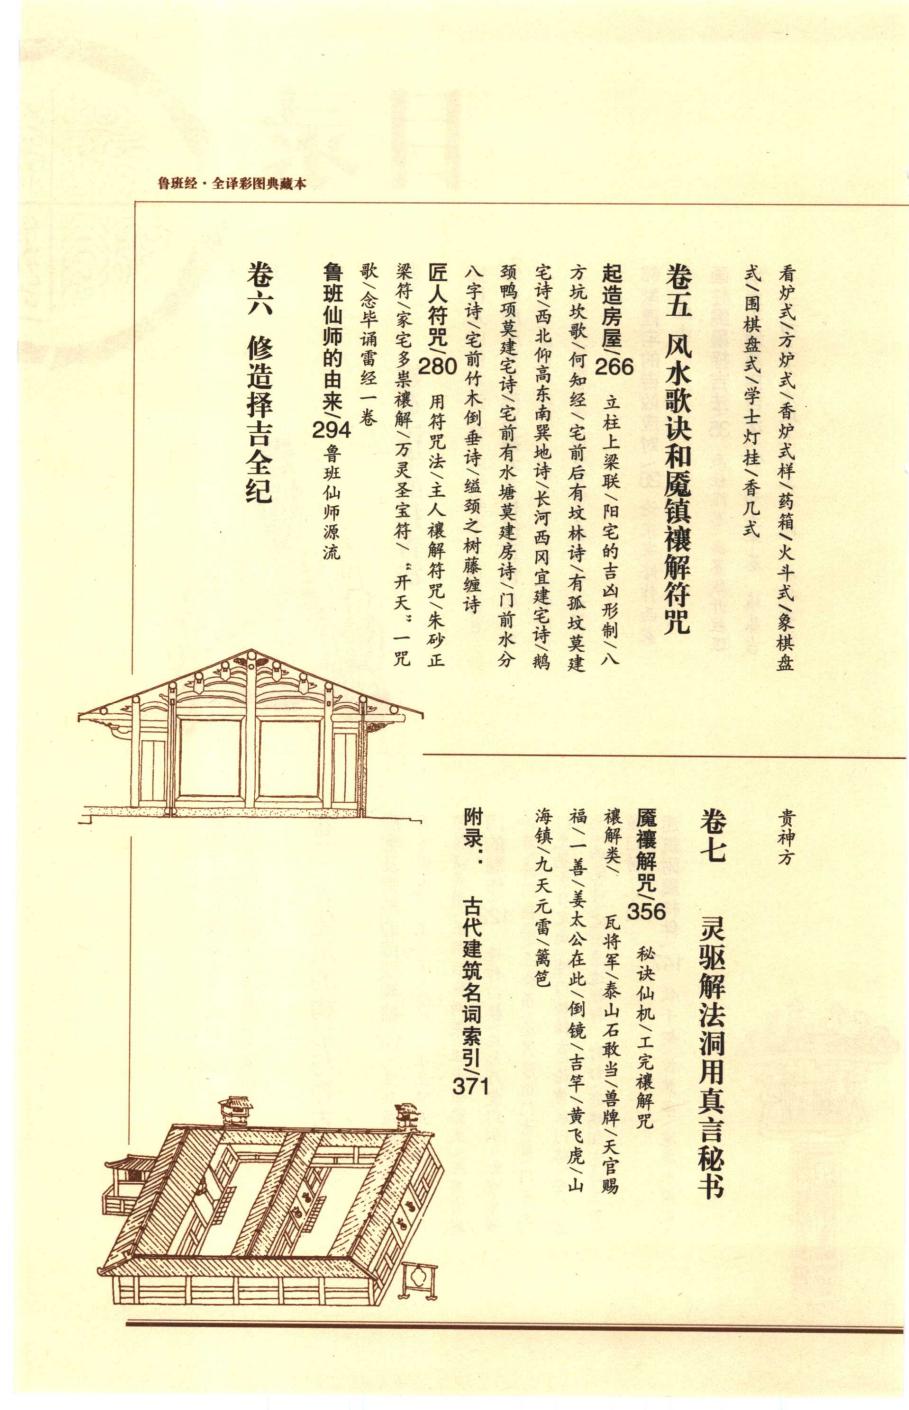 鲁班经·全译彩图典藏本
看炉式/方炉式/香炉式样/药箱/火斗式/象棋盘
式/围棋盘式/学士灯挂/香几式
卷五 风水歌诀和魇镇禳解符咒
起造房屋/266 立柱上梁联/阳宅的吉凶形制/八
方坑坎歌/何知经/宅前后有坟林诗/有孤坟莫建
宅诗/西北仰高东南巽地诗/长河西冈宜建宅诗/鹅
颈鸭项莫建宅诗/宅前有水塘莫建房诗/门前水分
八字诗/宅前竹木倒垂诗/缢颈之树藤缠诗
匠人符咒/280 用符咒法/主人禳解符咒/朱砂正
梁符/家宅多祟禳解/万灵圣宝符/“开天”一咒
歌/念毕诵雷经一卷
鲁班仙师的由来/294 鲁班仙师源流
卷六 修造择吉全纪
贵神方
卷七 灵驱解法洞用真言秘书
魇禳解咒/356 秘诀仙机/工完禳解咒
禳解类/ 瓦将军/泰山石敢当/兽牌/天官赐
福/一善/姜太公在此/倒镜/吉竿/黄飞虎/山
海镇/九天元雷/篱笆
附录： 古代建筑名词索引/371